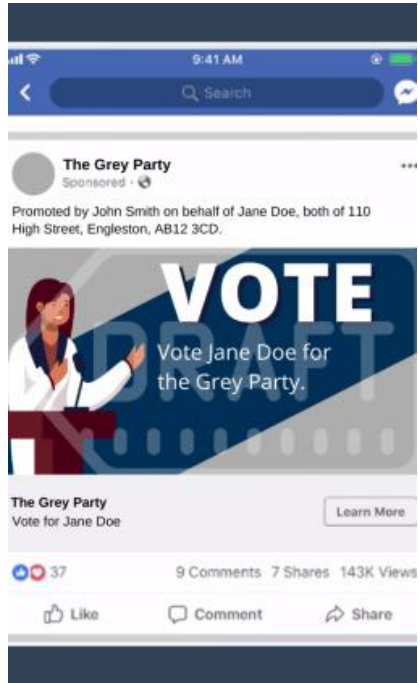 9:41 AM
Search
The Grey Party
Sponsored ·
Promoted by John Smith on behalf of Jane Doe, both of 110
High Street, Engleston, AB12 3CD.
VOTE
DRAFT
Vote Jane Doe for
the Grey Party.
The Grey Party
Vote for Jane Doe
Learn More
37
9 Comments 7 Shares 143K Views
Like Comment Share